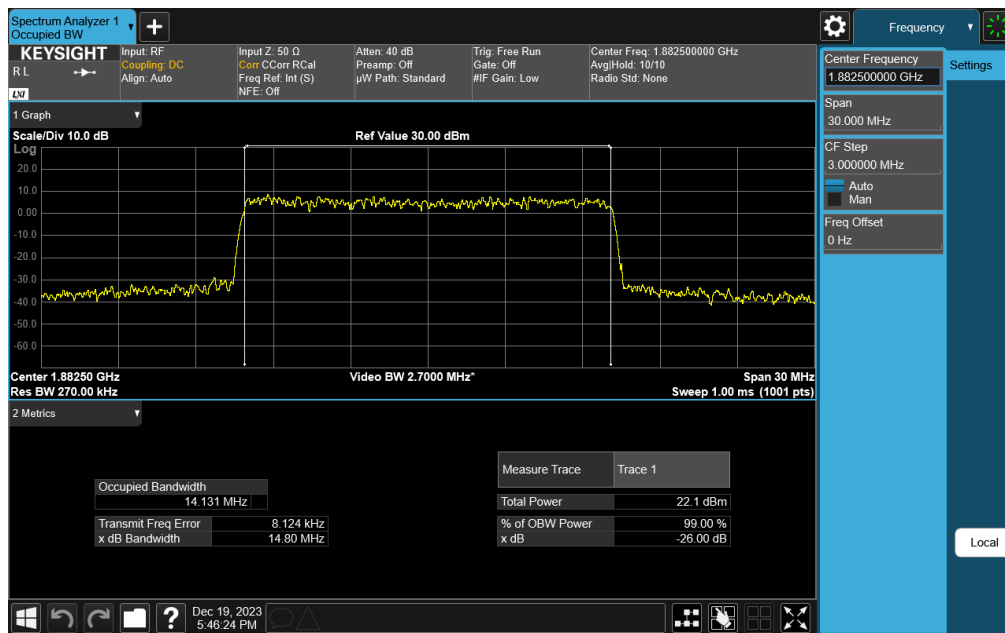 Spectrum Analyzer 1
Occupied BW
Frequency
KEYSIGHT
R L
LXI
Input: RF
Coupling: DC
Align: Auto
Input Z: 50 Ω
Corr CCorr RCal
Freq Ref: Int (S)
NFE: Off
Atten: 40 dB
Preamp: Off
µW Path: Standard
Trig: Free Run
Gate: Off
#IF Gain: Low
Center Freq: 1.882500000 GHz
Avg|Hold: 10/10
Radio Std: None
Center Frequency
1.882500000 GHz
Settings
Span
30.000 MHz
CF Step
3.000000 MHz
Auto
Man
Freq Offset
0 Hz
1 Graph
Scale/Div 10.0 dB
Ref Value 30.00 dBm
Log
20.0
10.0
0.00
-10.0
-20.0
-30.0
-40.0
-50.0
-60.0
Center 1.88250 GHz
Video BW 2.7000 MHz*
Span 30 MHz
Res BW 270.00 kHz
Sweep 1.00 ms (1001 pts)
2 Metrics
Measure Trace
Trace 1
Occupied Bandwidth
14.131 MHz
Total Power
22.1 dBm
Transmit Freq Error
8.124 kHz
% of OBW Power
99.00 %
x dB Bandwidth
14.80 MHz
x dB
-26.00 dB
Local
?
Dec 19, 2023
5:46:24 PM